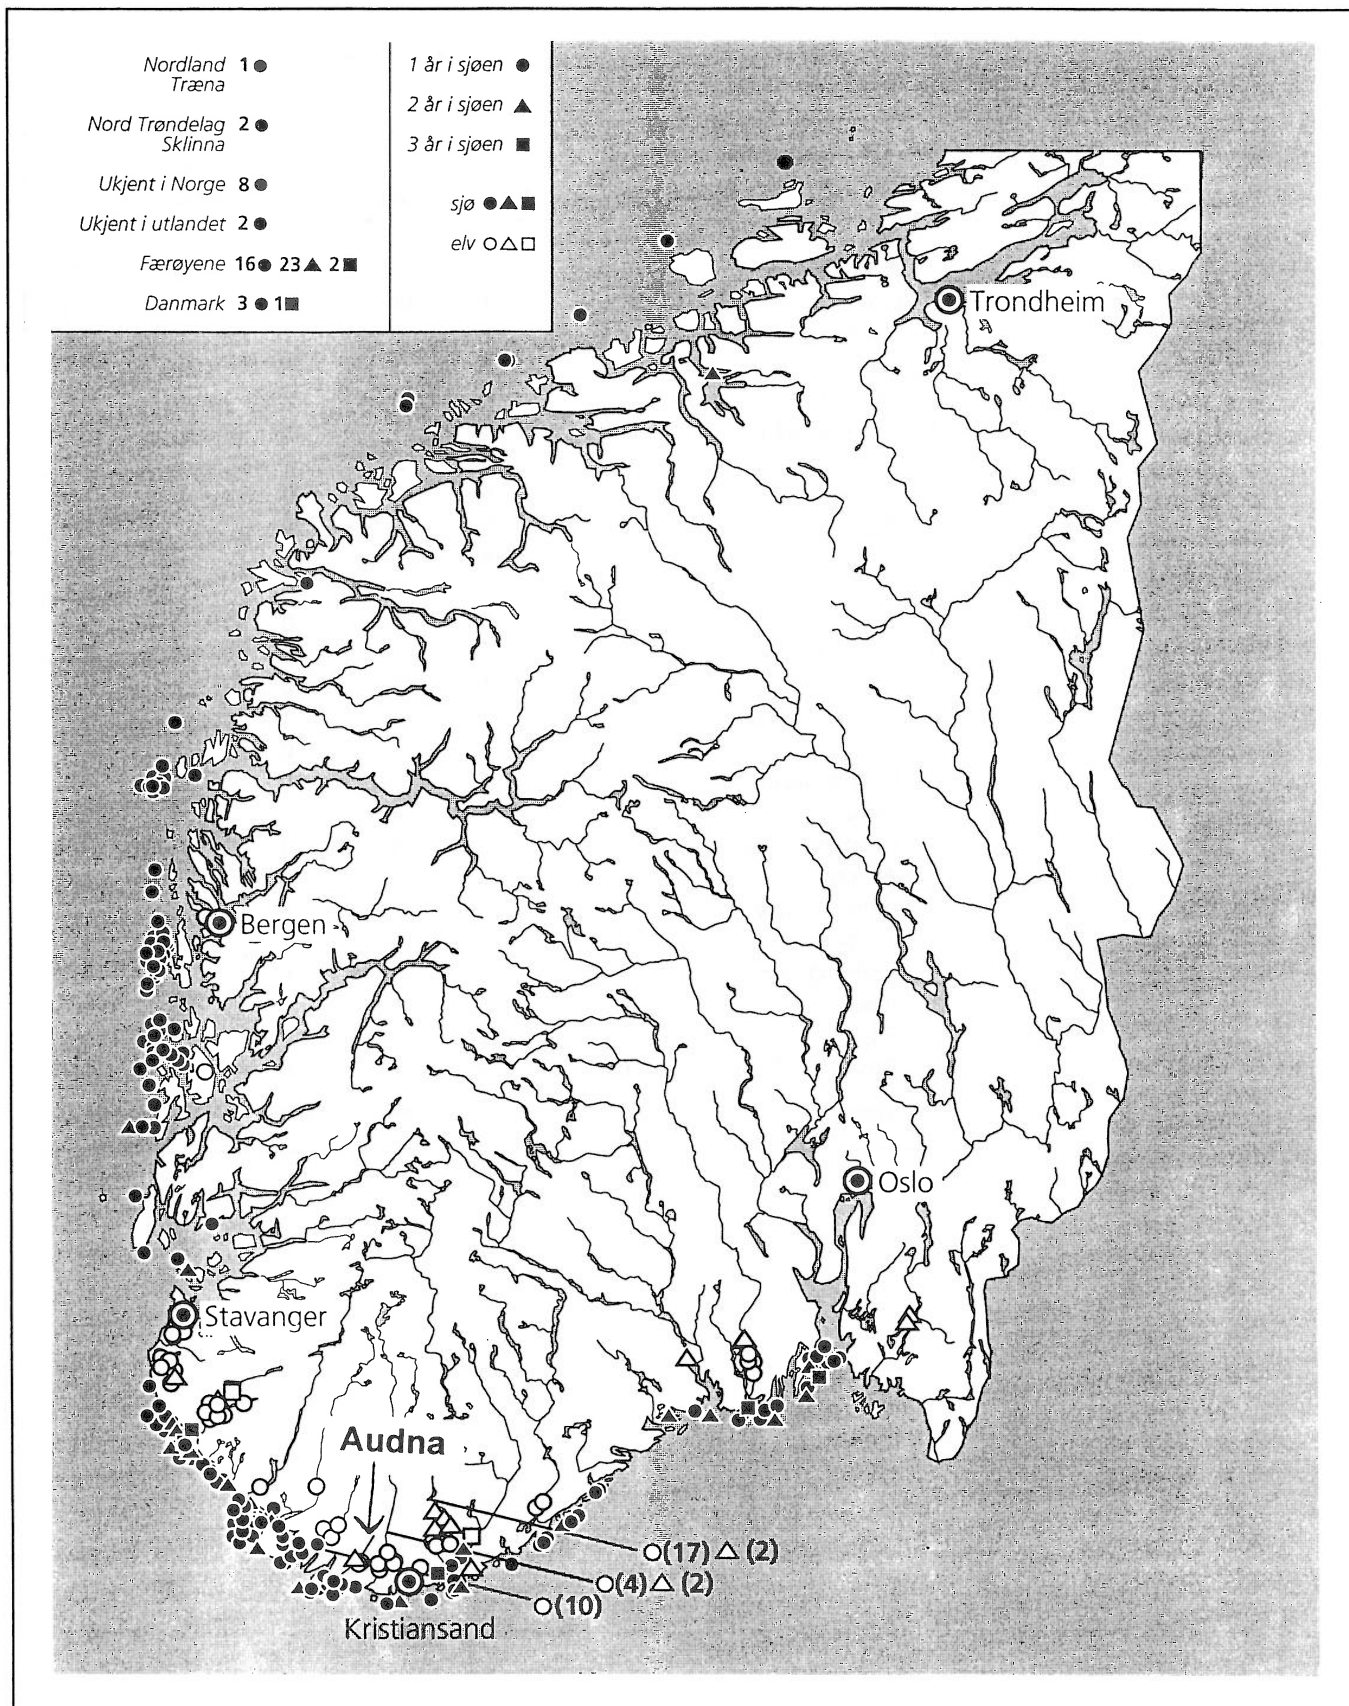 Nordland 1 ●
Træna
Nord Trøndelag 2 ●
Sklinna
Ukjent i Norge 8 ●
Ukjent i utlandet 2 ●
Færøyene 16 ● 23 ▲ 2 ■
Danmark 3 ● 1 ■
1 år i sjøen ●
2 år i sjøen ▲
3 år i sjøen ■
sjø ● ▲ ■
elv ○ △ □
Trondheim
Bergen
Oslo
Stavanger
Audna
○(17) △ (2)
○(4) △ (2)
○(10)
Kristiansand